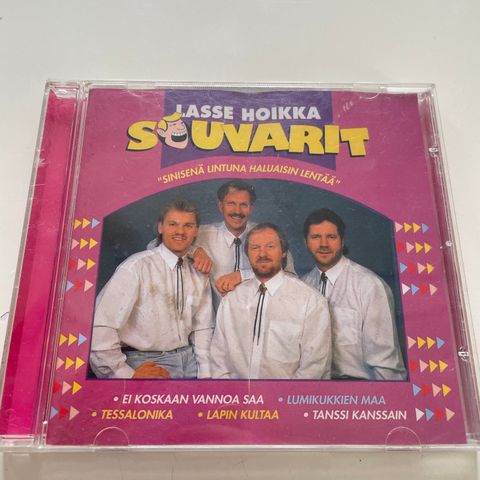 LASSE HOIKKA
SOUVARIT
"SINISENÄ LINTUNA HALUAISIN LENTÄÄ"
• EI KOSKAAN VANNOA SAA • LUMIKUKKIEN MAA
• TESSALONIKA • LAPIN KULTAA • TANSSI KANSSAIN